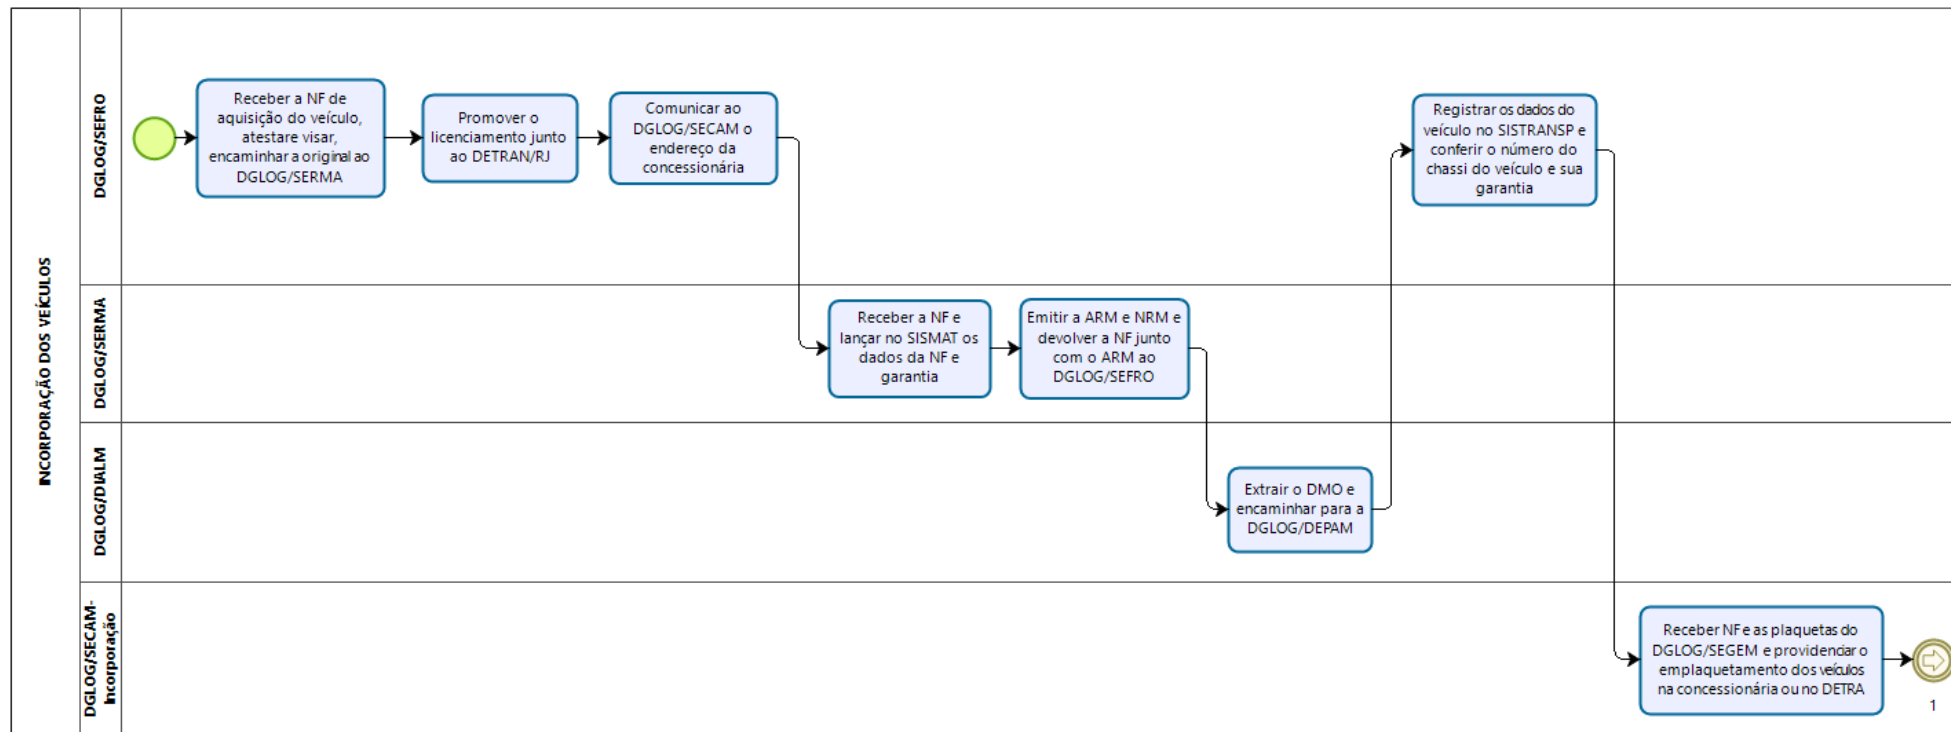 INCORPORAÇÃO DOS VEÍCULOS
DGLOG/SEFRO
Receber a NF de
aquisição do veículo,
atestare visar,
encaminhar a original ao
DGLOG/SERMA
Promover o
licenciamento junto
ao DETRAN/RJ
Comunicar ao
DGLOG/SECAM o
endereço da
concessionária
Registrar os dados do
veículo no SISTRANSP e
conferir o número do
chassi do veículo e sua
garantia
DGLOG/SERMA
Receber a NF e
lançar no SISMAT os
dados da NF e
garantia
Emitir a ARM e NRM e
devolver a NF junto
com o ARM ao
DGLOG/SEFRO
DGLOG/DIALM
Extrair o DMO e
encaminhar para a
DGLOG/DEPAM
DGLOG/SECAM-
Incorporação
Receber NF e as plaquetas do
DGLOG/SEGEM e providenciar o
emplaquetamento dos veículos
na concessionária ou no DETRA
1